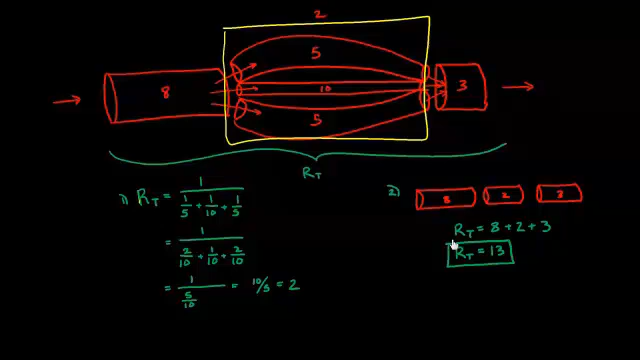 2
5
8
10
3
5
R_T
1) R_T = 1 / (1/5 + 1/10 + 1/5)
= 1 / (2/10 + 1/10 + 2/10)
= 1 / (5/10) = 10/5 = 2
2) 8 2 3
R_T = 8 + 2 + 3
R_T = 13